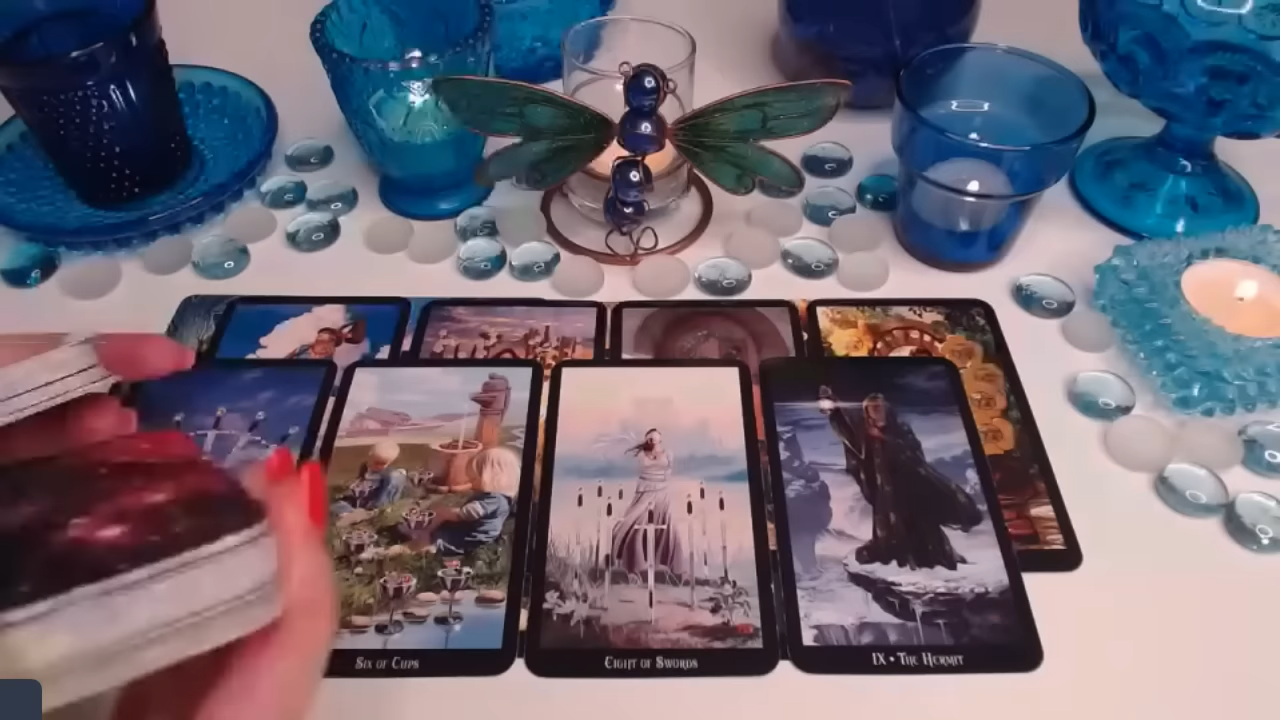 Six of Cups
Eight of Swords
IX • The Hermit